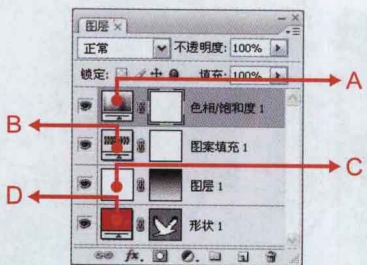 图层 ×
正常 不透明度: 100%
锁定: 填充: 100%
A
色相/饱和度 1
B
图案填充 1
C
图层 1
D
形状 1
fx.